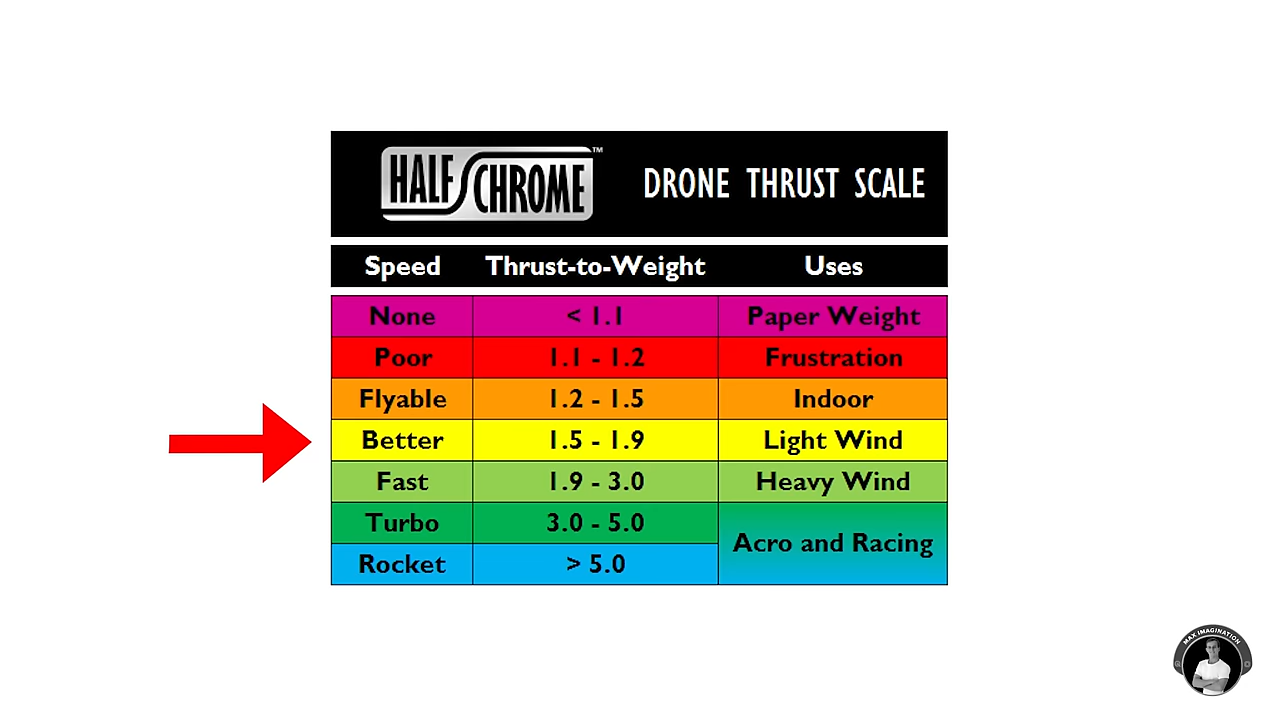 HALF CHROME™ DRONE THRUST SCALE
Speed Thrust-to-Weight Uses
None < 1.1 Paper Weight
Poor 1.1 - 1.2 Frustration
Flyable 1.2 - 1.5 Indoor
Better 1.5 - 1.9 Light Wind
Fast 1.9 - 3.0 Heavy Wind
Turbo 3.0 - 5.0
Acro and Racing
Rocket > 5.0
MAX IMAGINATION